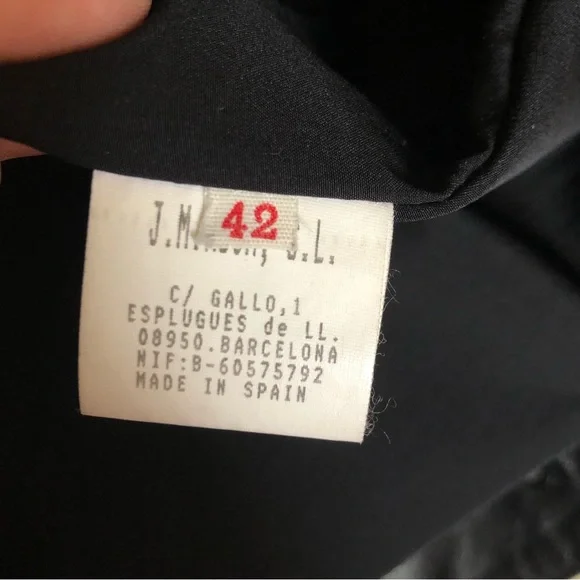 42
J.M. S.L.
C/ GALLO,1
ESPLUGUES de LL.
08950.BARCELONA
NIF:B-60575792
MADE IN SPAIN